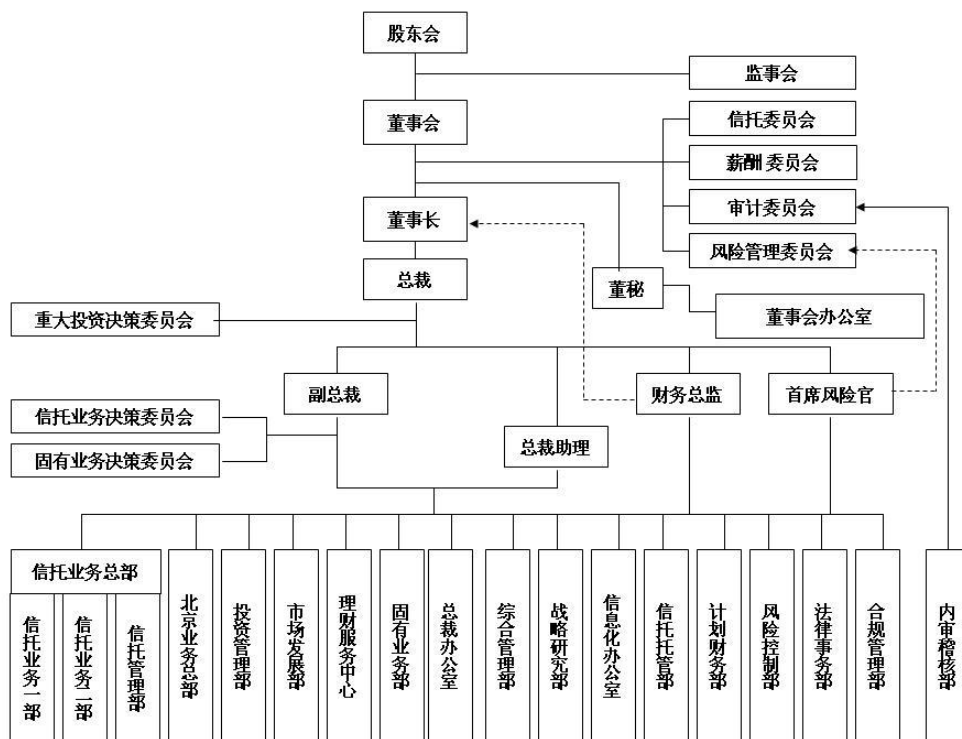 股东会
监事会
董事会
信托委员会
薪酬委员会
审计委员会
董事长
风险管理委员会
总裁
董秘
重大投资决策委员会
董事会办公室
副总裁
财务总监
首席风险官
信托业务决策委员会
总裁助理
固有业务决策委员会
信托业务总部
信托业务一部
信托业务二部
信托管理部
北京业务总部
投资管理部
市场发展部
理财服务中心
固有业务部
总裁办公室
综合管理部
战略研究部
信息化办公室
信托托管部
计划财务部
风险控制部
法律事务部
合规管理部
内审稽核部